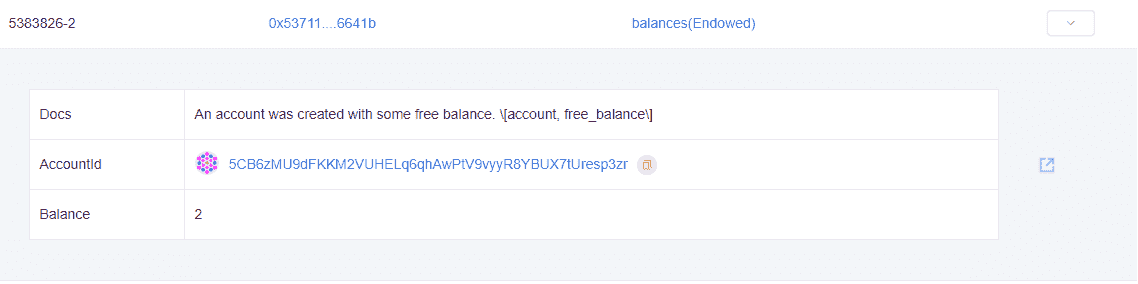 5383826-2 0x53711....6641b balances(Endowed)
Docs An account was created with some free balance. \[account, free_balance\]
AccountId 5CB6zMU9dFKKM2VUHELq6qhAwPtV9vyyR8YBUX7tUresp3zr
Balance 2